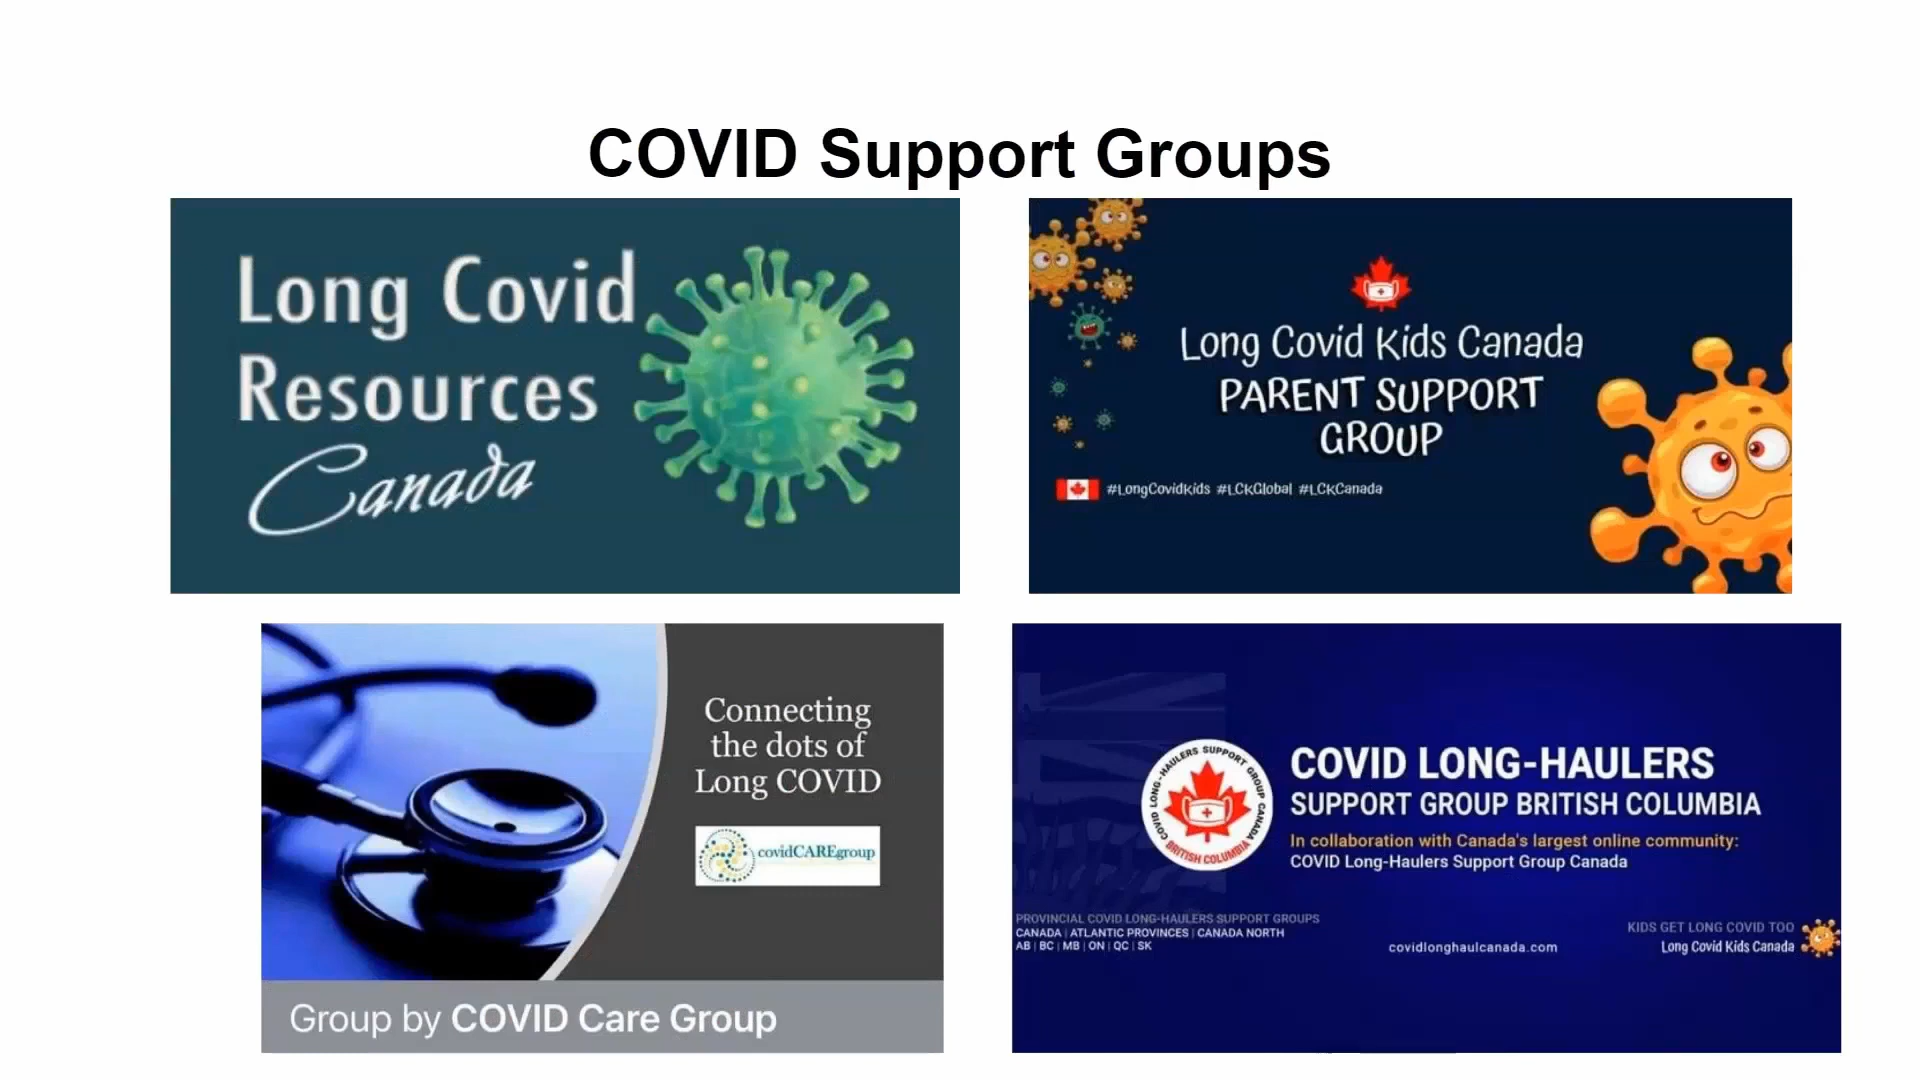 COVID Support Groups
Long Covid
Resources
Canada
Long Covid Kids Canada
PARENT SUPPORT
GROUP
#LongCovidKids #LCKGlobal #LCKCanada
Connecting
the dots of
Long COVID
covidCAREgroup
Group by COVID Care Group
COVID LONG-HAULERS SUPPORT GROUP CANADA
BRITISH COLUMBIA
COVID LONG-HAULERS
SUPPORT GROUP BRITISH COLUMBIA
In collaboration with Canada's largest online community:
COVID Long-Haulers Support Group Canada
PROVINCIAL COVID LONG-HAULERS SUPPORT GROUPS
CANADA | ATLANTIC PROVINCES | CANADA NORTH
AB | BC | MB | ON | QC | SK
covidlonghaulcanada.com
KIDS GET LONG COVID TOO
Long Covid Kids Canada